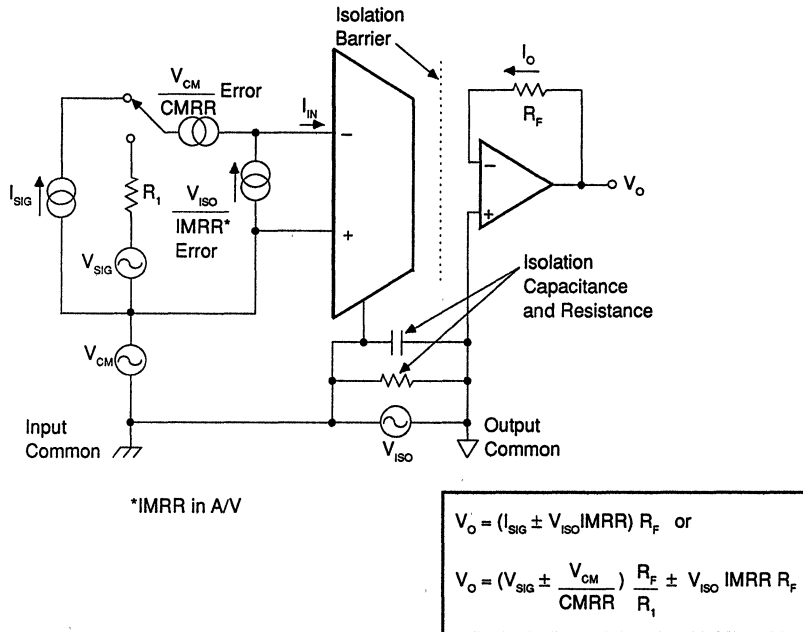 Isolation
Barrier
I_O
R_F
V_CM
CMRR
Error
I_IN
−
+
I_SIG
R_1
V_ISO
IMRR*
Error
V_SIG
−
+
V_O
Isolation
Capacitance
and Resistance
V_CM
Input
Common
V_ISO
Output
Common
*IMRR in A/V
V_O = (I_SIG ± V_ISO IMRR) R_F or
V_O = (V_SIG ± V_CM / CMRR) R_F / R_1 ± V_ISO IMRR R_F